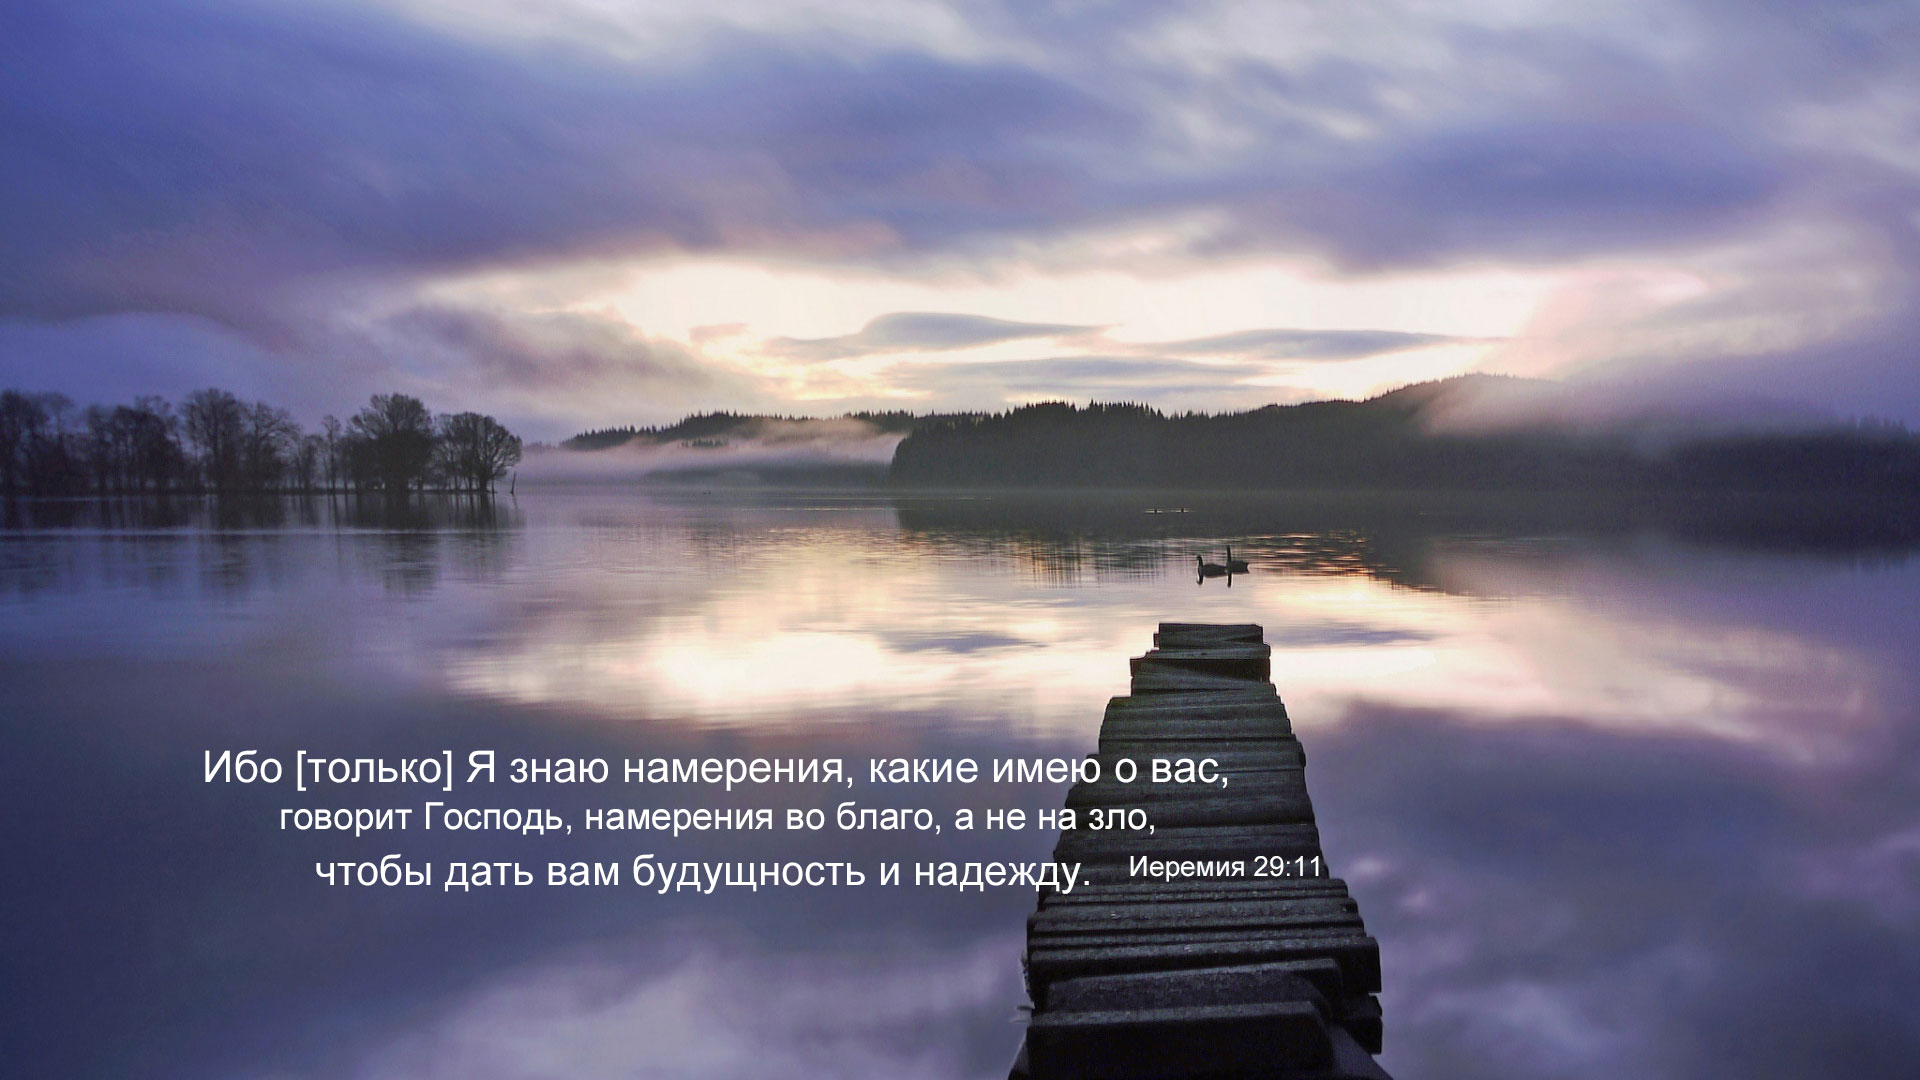 Ибо [только] Я знаю намерения, какие имею о вас,
говорит Господь, намерения во благо, а не на зло,
чтобы дать вам будущность и надежду. Иеремия 29:11